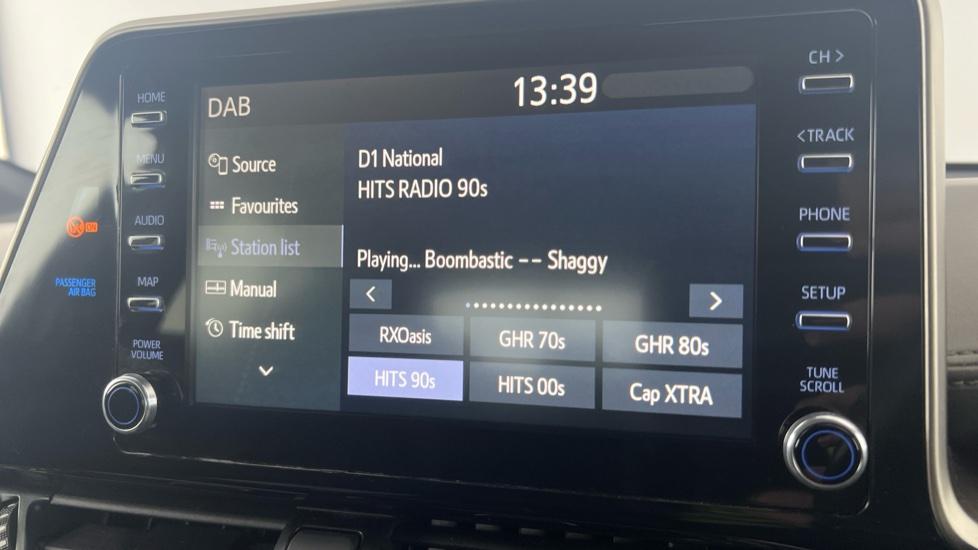 HOME
MENU
AUDIO
MAP
POWER
VOLUME
ON
PASSENGER
AIR BAG
DAB
13:39
Source
Favourites
Station list
Manual
Time shift
D1 National
HITS RADIO 90s
Playing... Boombastic -- Shaggy
< >
RXOasis GHR 70s GHR 80s
HITS 90s HITS 00s Cap XTRA
CH >
< TRACK
PHONE
SETUP
TUNE
SCROLL